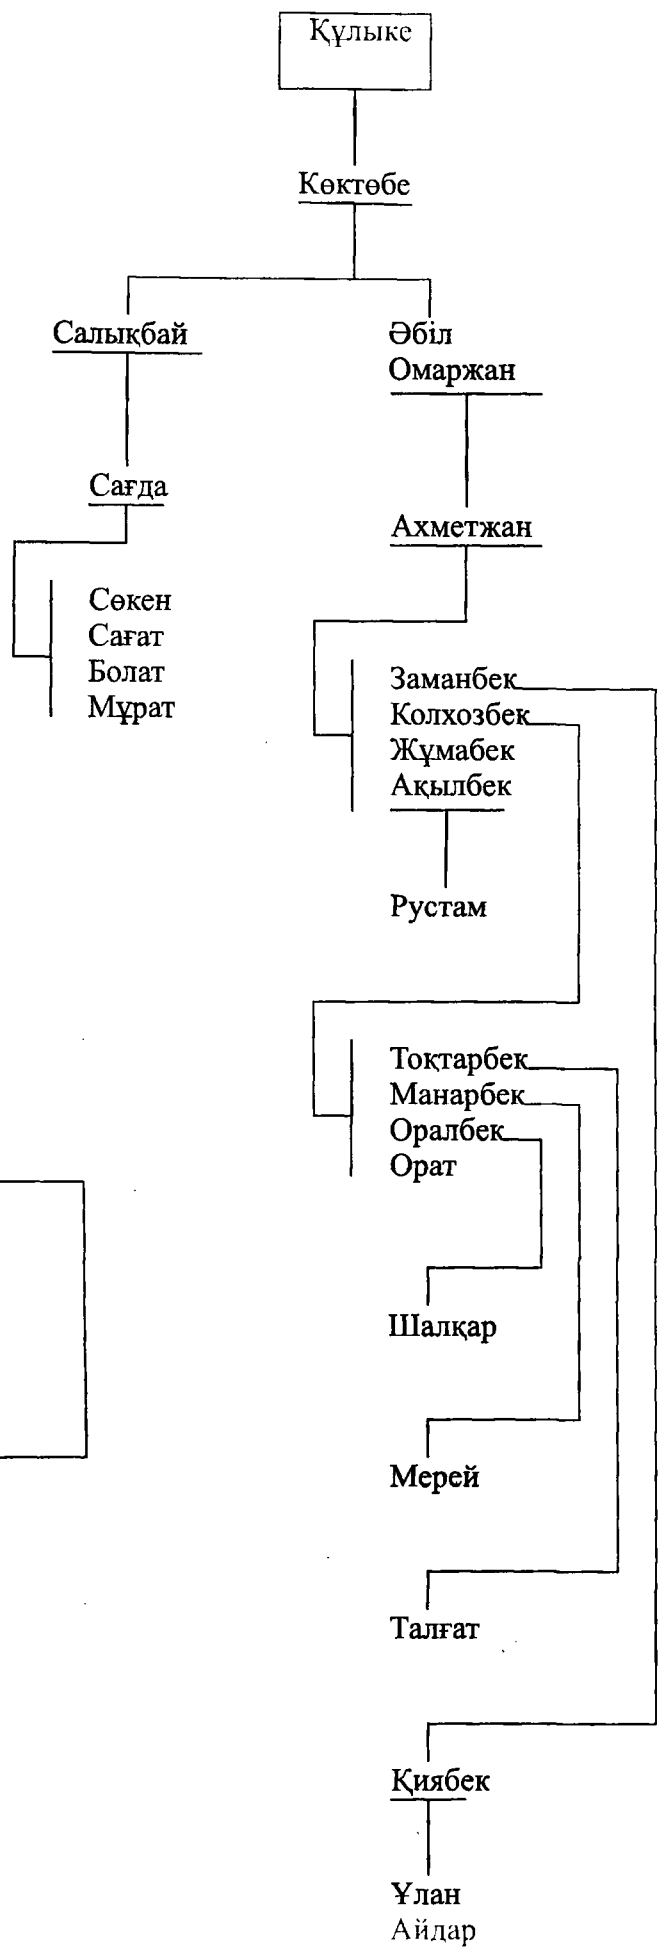 Құлыке
Көктөбе
Салықбай
Әбіл
Омаржан
Сағда
Ахметжан
Сөкен
Сағат
Болат
Мұрат
Заманбек
Колхозбек
Жұмабек
Ақылбек
Рустам
Тоқтарбек
Манарбек
Оралбек
Орат
Шалқар
Мерей
Талғат
Қиябек
Ұлан
Айдар